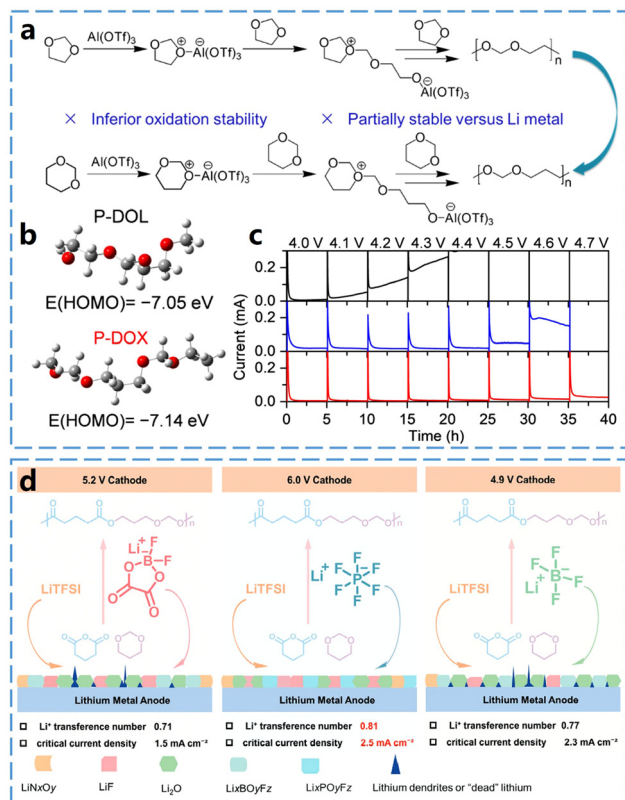 a
Al(OTf)₃
O
O
O
O⊕–Al(OTf)₃⊖
O
O
O
O⊕
O
O⊖
Al(OTf)₃
O
O
[O O]n
× Inferior oxidation stability
× Partially stable versus Li metal
Al(OTf)₃
O
O
O
O⊕–Al(OTf)₃⊖
O
O
O
O⊕
O
O–Al(OTf)₃⊖
O
O
[O O]n
b
P-DOL
E(HOMO)= −7.05 eV
P-DOX
E(HOMO)= −7.14 eV
c
4.0 V 4.1 V 4.2 V 4.3 V 4.4 V 4.5 V 4.6 V 4.7 V
Current (mA)
0.2
0.0
0.2
0.0
0.2
0.0
0 5 10 15 20 25 30 35 40
Time (h)
d
5.2 V Cathode
O O
O O O n
LiTFSI
Li⁺ F
B⁻ F
O O
O O
O O O O O
Lithium Metal Anode
Li⁺ transference number 0.71
critical current density 1.5 mA cm⁻²
6.0 V Cathode
O O
O O O n
LiTFSI
Li⁺
F F F
P⁻
F F F
O O O O O
Lithium Metal Anode
Li⁺ transference number 0.81
critical current density 2.5 mA cm⁻²
4.9 V Cathode
O O
O O O n
LiTFSI
Li⁺
F
F B⁻ F
F F
O O O O O
Lithium Metal Anode
Li⁺ transference number 0.77
critical current density 2.3 mA cm⁻²
LiNxOy
LiF
Li₂O
LixBOyFz
LixPOyFz
Lithium dendrites or “dead” lithium